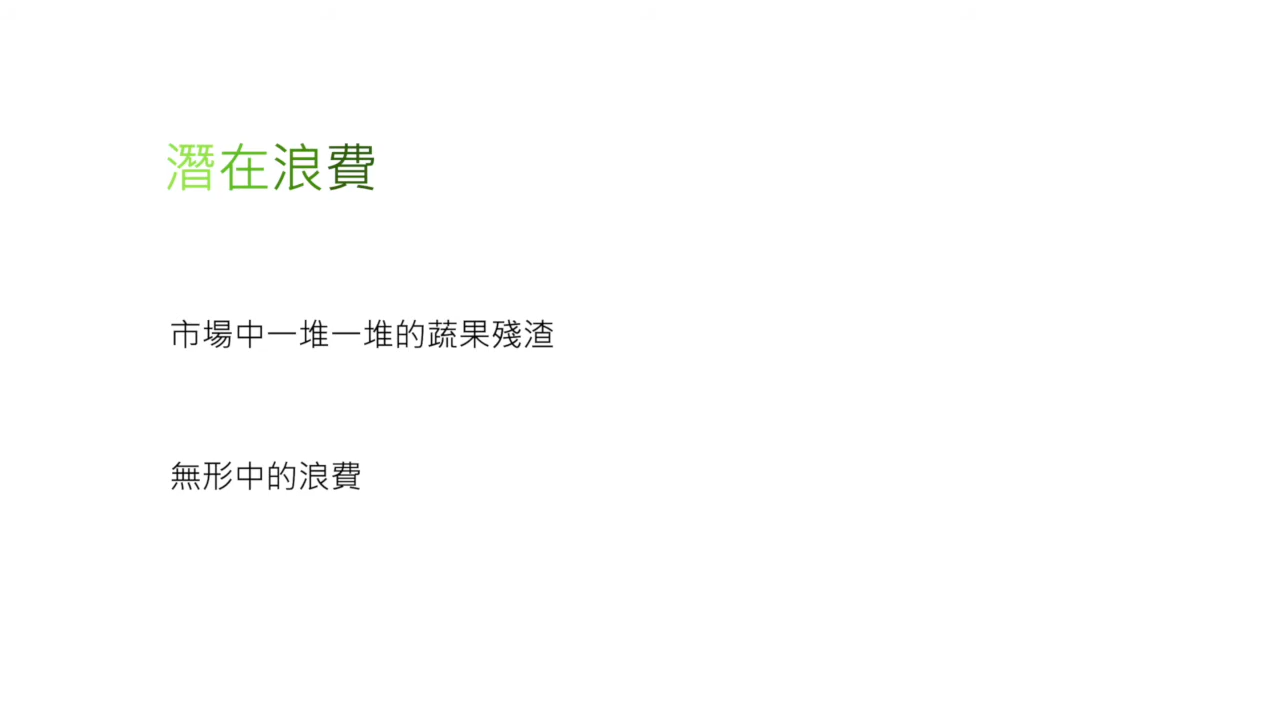 潛在浪費
市場中一堆一堆的蔬果殘渣
無形中的浪費